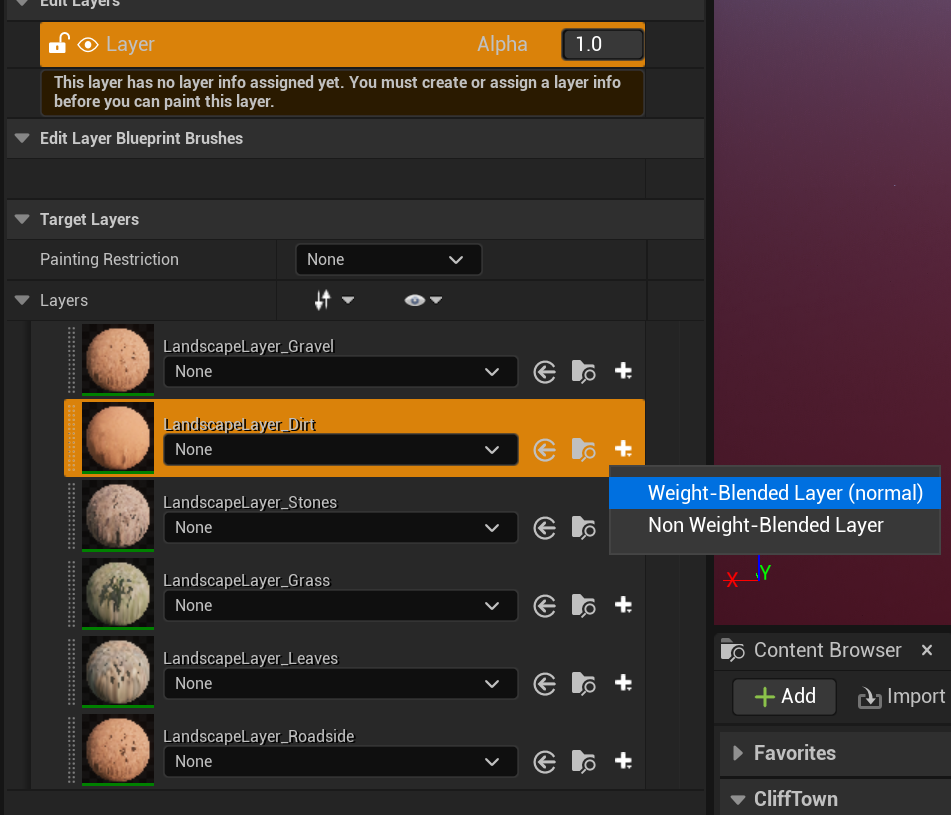 Edit Layers
Layer
Alpha
1.0
This layer has no layer info assigned yet. You must create or assign a layer info
before you can paint this layer.
Edit Layer Blueprint Brushes
Target Layers
Painting Restriction
None
Layers
LandscapeLayer_Gravel
None
LandscapeLayer_Dirt
None
Weight-Blended Layer (normal)
Non Weight-Blended Layer
LandscapeLayer_Stones
None
LandscapeLayer_Grass
None
LandscapeLayer_Leaves
None
LandscapeLayer_Roadside
None
X
Y
Content Browser
Add
Import
Favorites
CliffTown